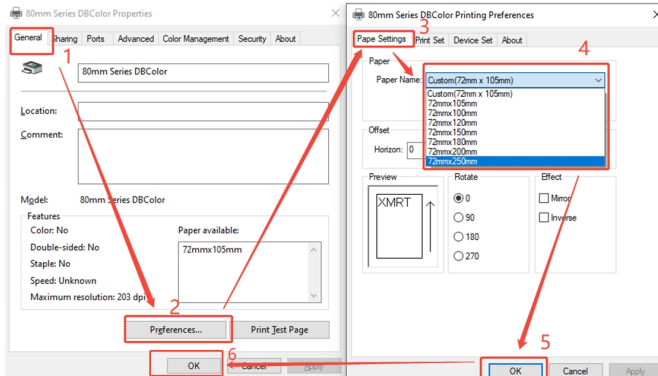 80mm Series DBColor Properties
General Sharing Ports Advanced Color Management Security About
1
80mm Series DBColor
Location:
Comment:
Model: 80mm Series DBColor
Features
Color: No
Double-sided: No
Staple: No
Speed: Unknown
Maximum resolution: 203 dpi
Paper available:
72mmx105mm
2
Preferences... Print Test Page
6
OK Cancel Apply
80mm Series DBColor Printing Preferences
3
Pape Settings Print Set Device Set About
4
Paper
Paper Name: Custom(72mm x 105mm)
Custom(72mm x 105mm)
72mmx105mm
72mmx100mm
72mmx120mm
72mmx150mm
72mmx180mm
72mmx200mm
72mmx250mm
Offset
Horizon: 0
Preview
XMRT
Rotate
0
90
180
270
Effect
Mirror
Inverse
5
OK Cancel Apply